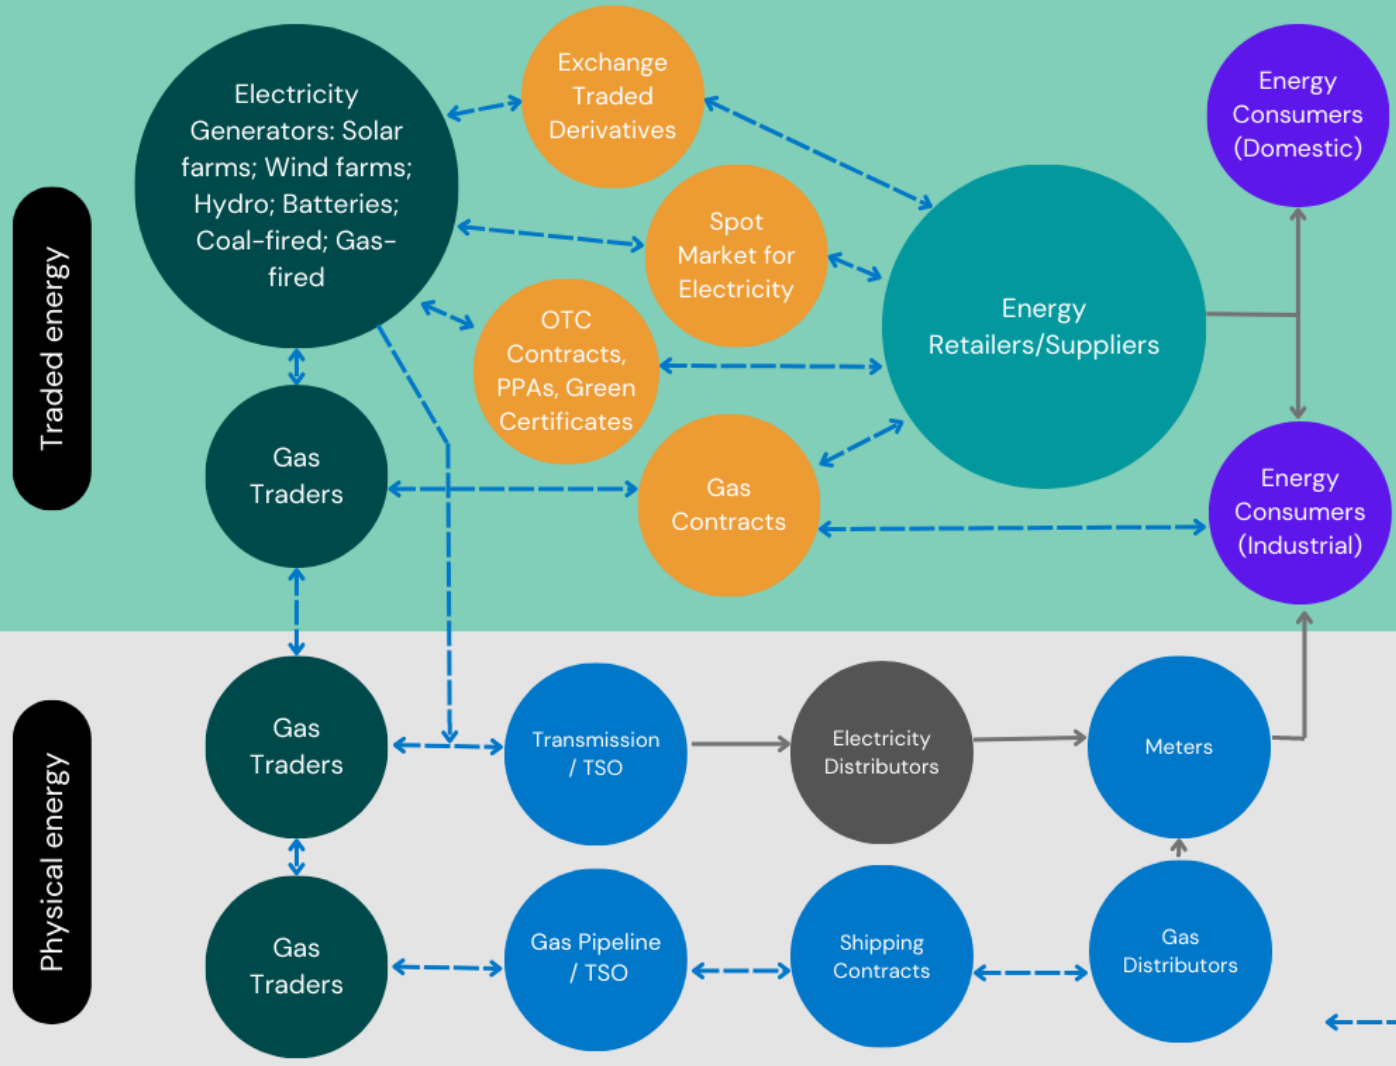 Traded energy
Electricity
Generators: Solar
farms; Wind farms;
Hydro; Batteries;
Coal-fired; Gas-
fired
Exchange
Traded
Derivatives
Spot
Market for
Electricity
OTC
Contracts,
PPAs, Green
Certificates
Gas
Contracts
Gas
Traders
Energy
Retailers/Suppliers
Energy
Consumers
(Domestic)
Energy
Consumers
(Industrial)
Physical energy
Gas
Traders
Transmission
/ TSO
Electricity
Distributors
Meters
Gas
Traders
Gas Pipeline
/ TSO
Shipping
Contracts
Gas
Distributors